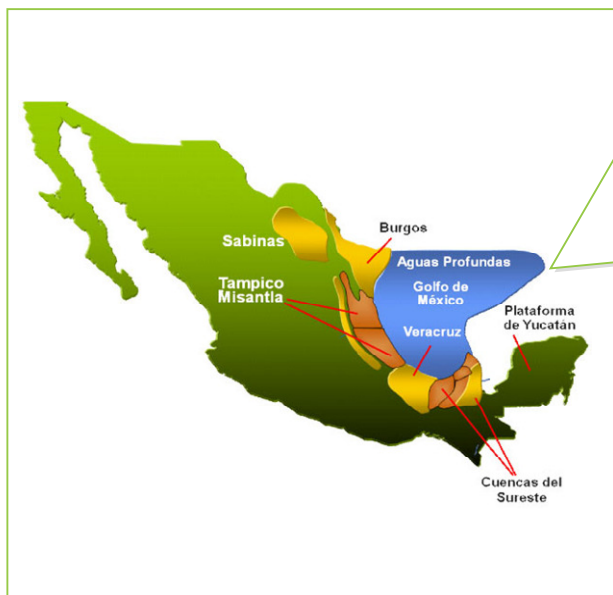 Burgos
Sabinas
Aguas Profundas
Tampico
Misantla
Golfo de
México
Plataforma
de Yucatán
Veracruz
Cuencas del
Sureste